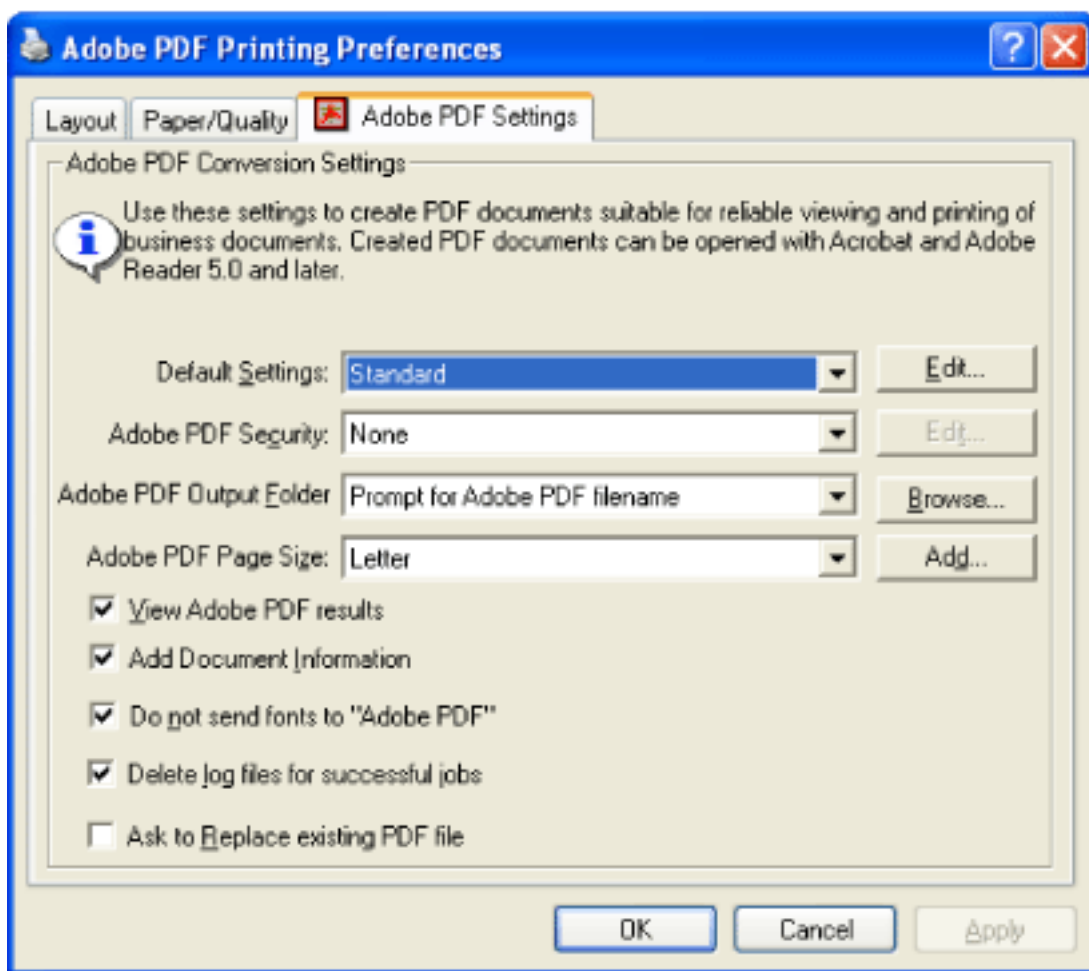 Adobe PDF Printing Preferences
?
Layout Paper/Quality Adobe PDF Settings
Adobe PDF Conversion Settings
Use these settings to create PDF documents suitable for reliable viewing and printing of
business documents. Created PDF documents can be opened with Acrobat and Adobe
Reader 5.0 and later.
Default Settings: Standard Edit...
Adobe PDF Security: None Edit...
Adobe PDF Output Folder Prompt for Adobe PDF filename Browse...
Adobe PDF Page Size: Letter Add...
View Adobe PDF results
Add Document Information
Do not send fonts to "Adobe PDF"
Delete log files for successful jobs
Ask to Replace existing PDF file
OK Cancel Apply